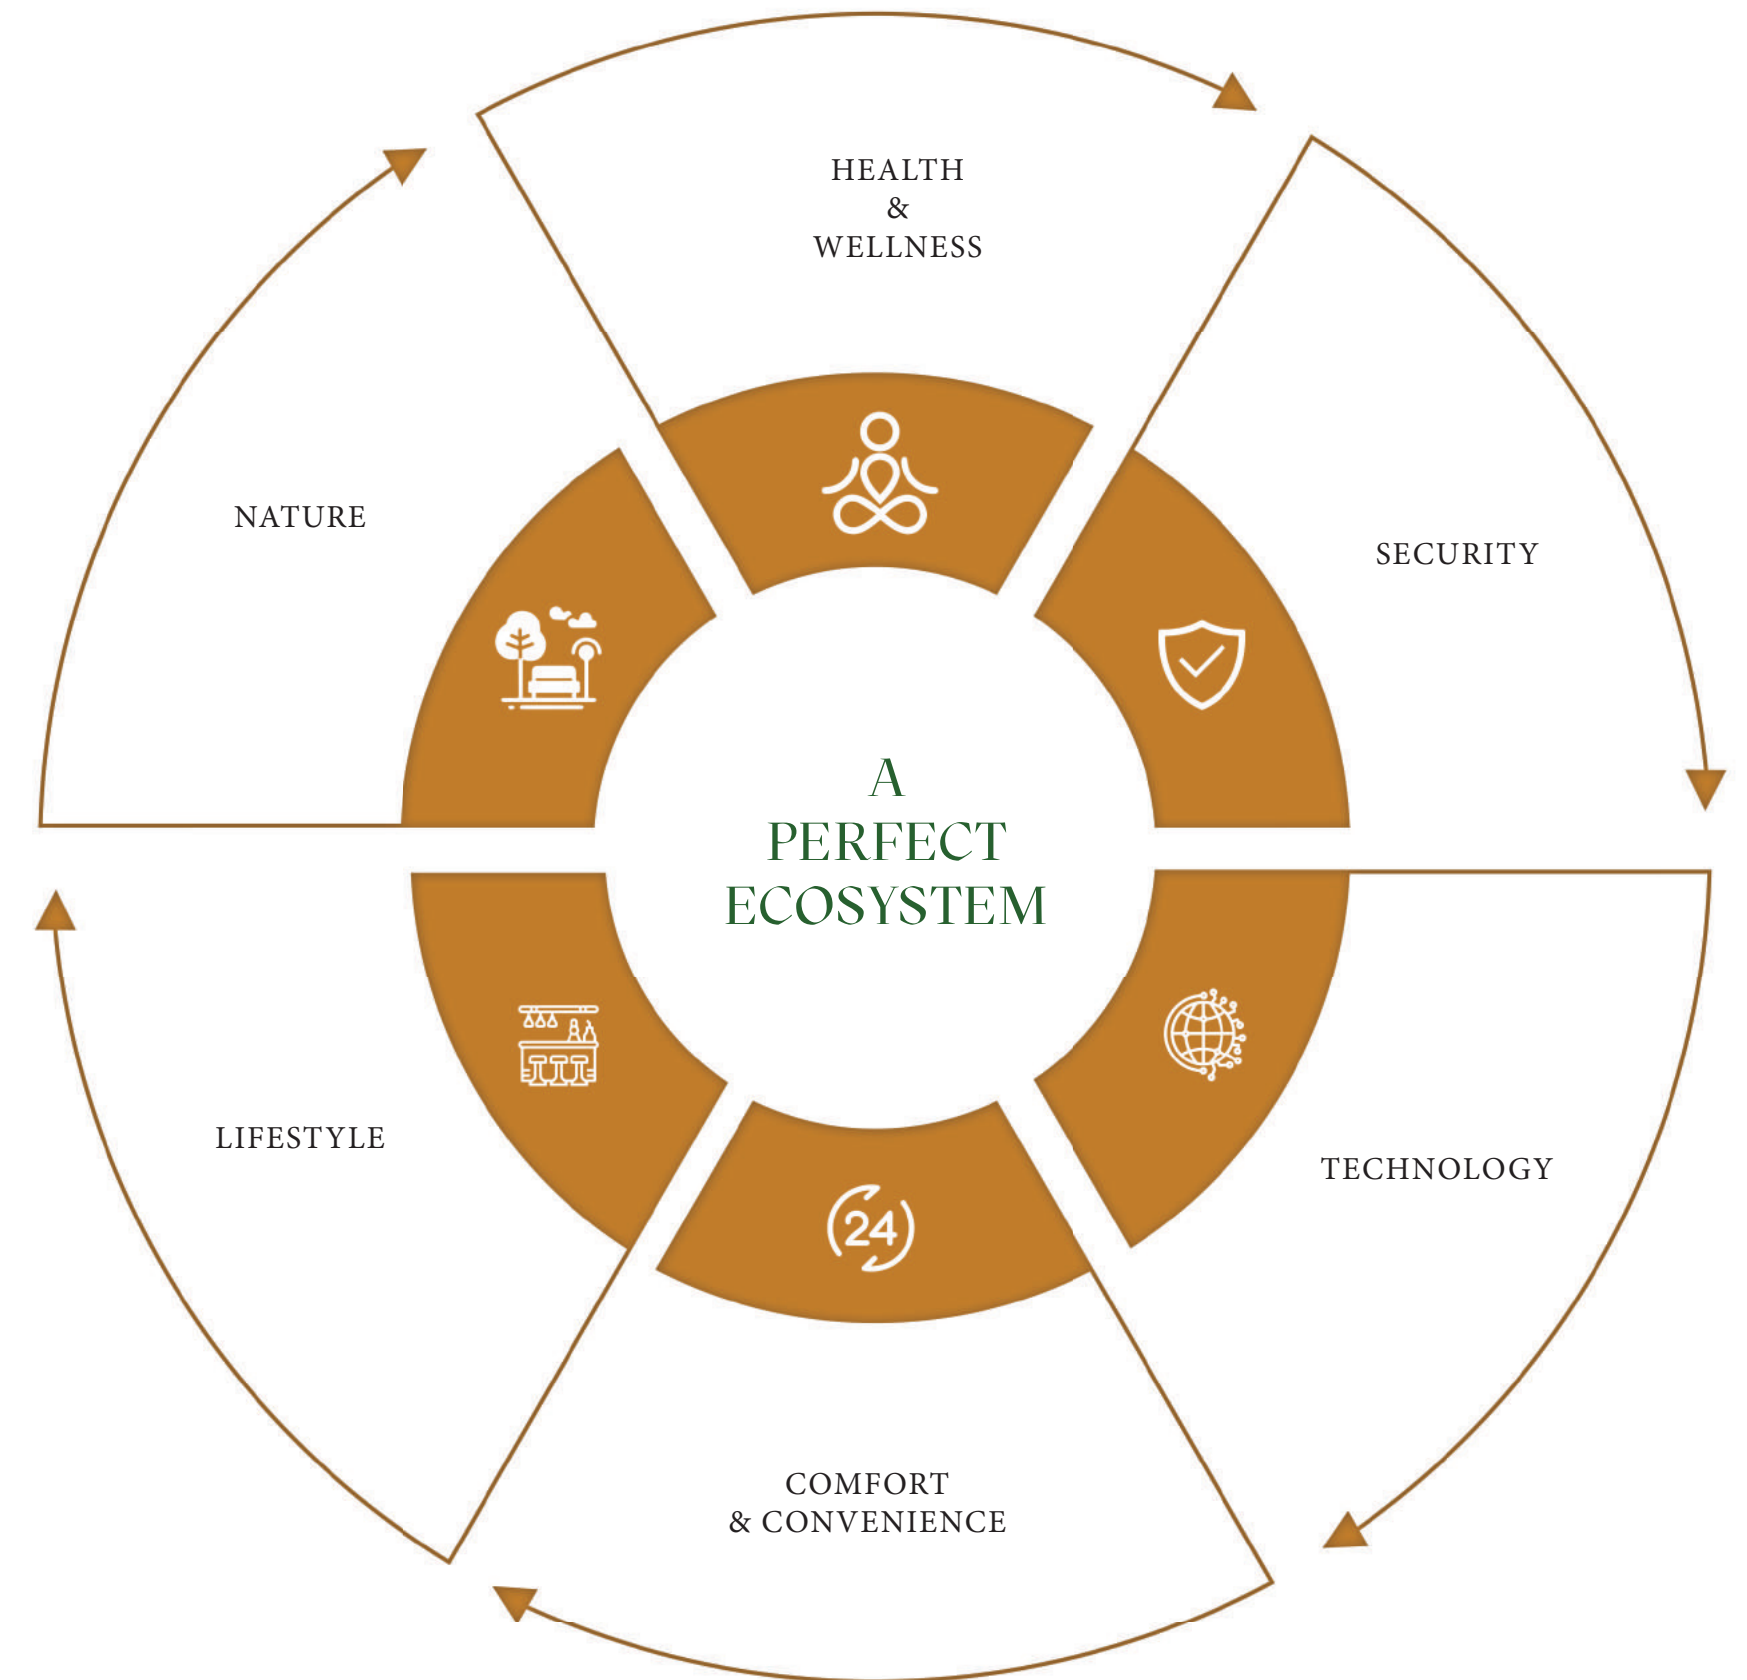 HEALTH
&
WELLNESS
NATURE
SECURITY
A
PERFECT
ECOSYSTEM
LIFESTYLE
TECHNOLOGY
24
COMFORT
& CONVENIENCE